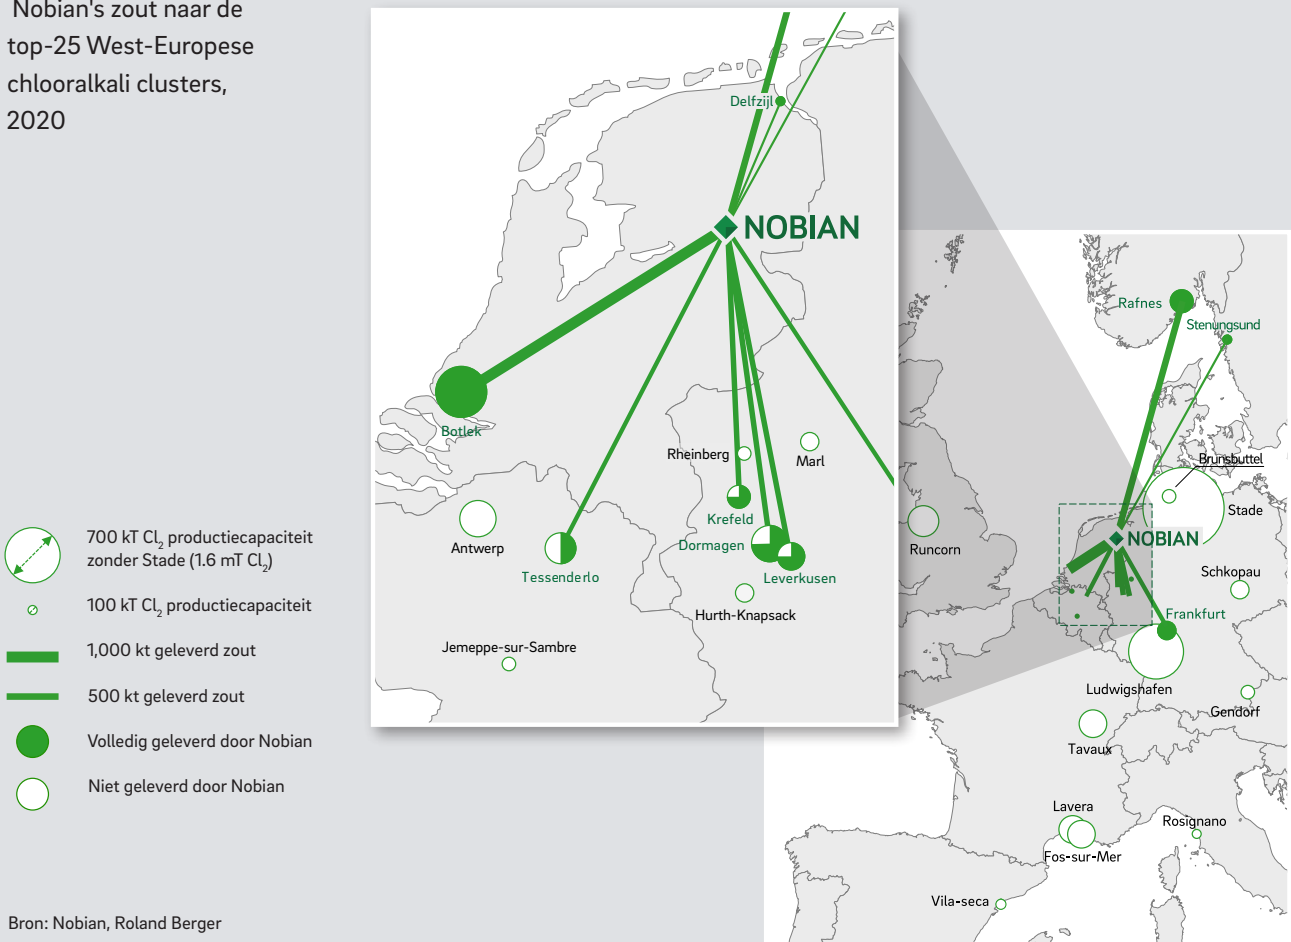 Nobian's zout naar de
top-25 West-Europese
chlooralkali clusters,
2020
Delfzijl
NOBIAN
Botlek
Rheinberg
Marl
Krefeld
Antwerp
Dormagen
Tessenderlo
Leverkusen
Hurth-Knapsack
Jemeppe-sur-Sambre
Rafnes
Stenungsund
Brunsbuttel
Stade
NOBIAN
Runcorn
Schkopau
Frankfurt
Ludwigshafen
Gendorf
Tavaux
Lavera
Rosignano
Fos-sur-Mer
Vila-seca
700 kT Cl₂ productiecapaciteit
zonder Stade (1.6 mT Cl₂)
100 kT Cl₂ productiecapaciteit
1,000 kt geleverd zout
500 kt geleverd zout
Volledig geleverd door Nobian
Niet geleverd door Nobian
Bron: Nobian, Roland Berger